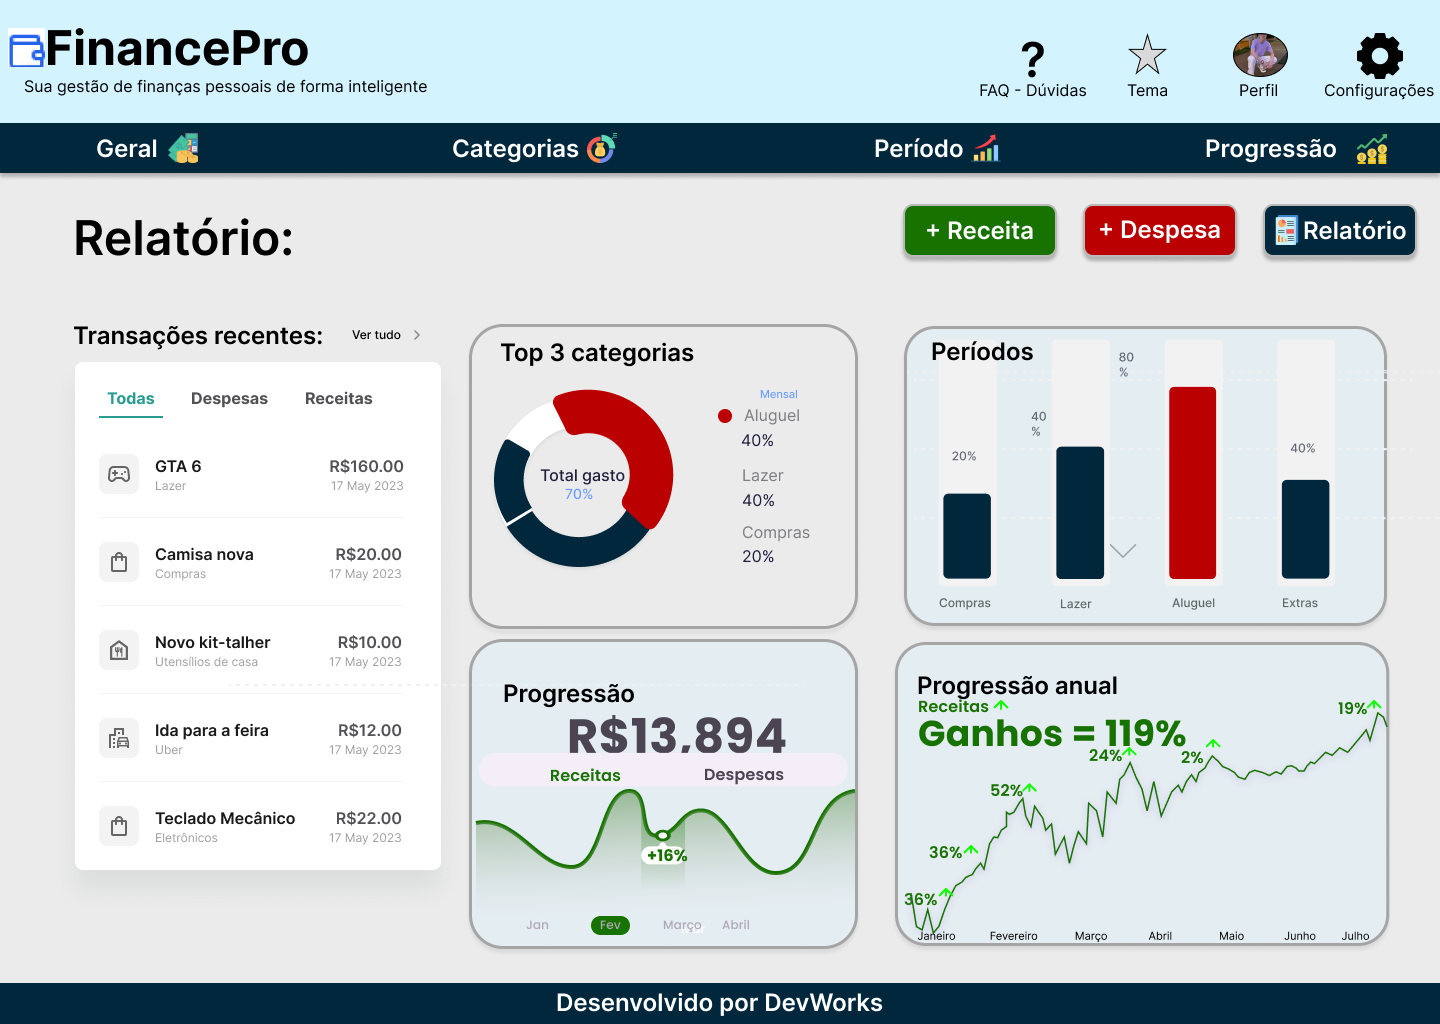 FinancePro
Sua gestão de finanças pessoais de forma inteligente
?
FAQ - Dúvidas
Tema
Perfil
Configurações
Geral
Categorias
Período
Progressão
Relatório:
+ Receita
+ Despesa
Relatório
Transações recentes:
Ver tudo
Todas
Despesas
Receitas
GTA 6
R$160.00
Lazer
17 May 2023
Camisa nova
R$20.00
Compras
17 May 2023
Novo kit-talher
R$10.00
Utensílios de casa
17 May 2023
Ida para a feira
R$12.00
Uber
17 May 2023
Teclado Mecânico
R$22.00
Eletrônicos
17 May 2023
Top 3 categorias
Total gasto
70%
Mensal
Aluguel
40%
Lazer
40%
Compras
20%
Períodos
20%
40
%
80
%
40%
Compras
Lazer
Aluguel
Extras
Progressão
R$13,894
Receitas
Despesas
+16%
Jan
Fev
Março
Abril
Progressão anual
Receitas
Ganhos = 119%
36%
36%
52%
24%
2%
19%
Janeiro
Fevereiro
Março
Abril
Maio
Junho
Julho
Desenvolvido por DevWorks